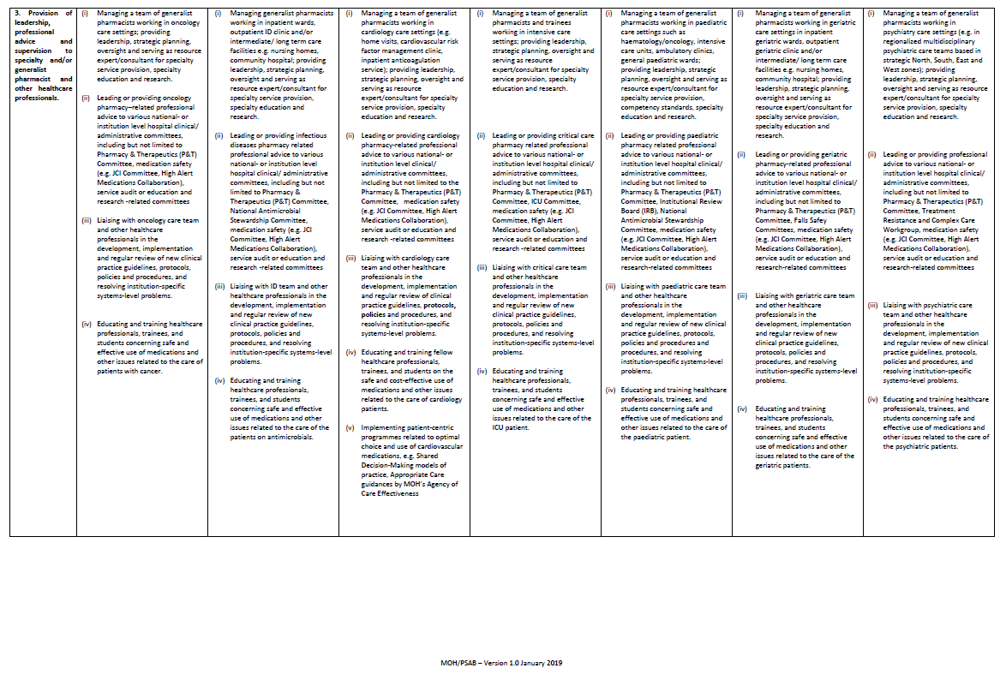 3. Provision of
leadership,
professional
advice and
supervision to
specialty and/or
generalist
pharmacist and
other healthcare
professionals.
(i) Managing a team of generalist
pharmacists working in oncology
care settings; providing
leadership, strategic planning,
oversight and serving as resource
expert/consultant for specialty
service provision, specialty
education and research.
(ii) Leading or providing oncology
pharmacy–related professional
advice to various national- or
institution level hospital clinical/
administrative committees,
including but not limited to
Pharmacy & Therapeutics (P&T)
Committee, medication safety
(e.g. JCI Committee, High Alert
Medications Collaboration),
service audit or education and
research -related committees
(iii) Liaising with oncology care team
and other healthcare
professionals in the
development, implementation
and regular review of new clinical
practice guidelines, protocols,
policies and procedures, and
resolving institution-specific
systems-level problems.
(iv) Educating and training healthcare
professionals, trainees, and
students concerning safe and
effective use of medications and
other issues related to the care of
patients with cancer.
(i) Managing generalist pharmacists
working in inpatient wards,
outpatient ID clinic and/or
intermediate/ long term care
facilities e.g. nursing homes,
community hospital; providing
leadership, strategic planning,
oversight and serving as
resource expert/consultant for
specialty service provision,
specialty education and
research.
(ii) Leading or providing infectious
diseases pharmacy related
professional advice to various
national- or institution level
hospital clinical/ administrative
committees, including but not
limited to Pharmacy &
Therapeutics (P&T) Committee,
National Antimicrobial
Stewardship Committee,
medication safety (e.g. JCI
Committee, High Alert
Medications Collaboration),
service audit or education and
research -related committees
(iii) Liaising with ID team and other
healthcare professionals in the
development, implementation
and regular review of new
clinical practice guidelines,
protocols, policies and
procedures, and resolving
institution-specific systems-level
problems.
(iv) Educating and training
healthcare professionals,
trainees, and students
concerning safe and effective
use of medications and other
issues related to the care of the
patients on antimicrobials.
(i) Managing a team of generalist
pharmacists working in
cardiology care settings (e.g.
home visits, cardiovascular risk
factor management clinic,
inpatient anticoagulation
service); providing leadership,
strategic planning, oversight and
serving as resource
expert/consultant for specialty
service provision, specialty
education and research.
(ii) Leading or providing cardiology
pharmacy-related professional
advice to various national- or
institution level clinical/
administrative committees,
including but not limited to the
Pharmacy & Therapeutics (P&T)
Committee, medication safety
(e.g. JCI Committee, High Alert
Medications Collaboration),
service audit or education and
research -related committees
(iii) Liaising with cardiology care
team and other healthcare
professionals in the
development, implementation
and regular review of clinical
practice guidelines, protocols,
policies and procedures, and
resolving institution-specific
systems-level problems.
(iv) Educating and training fellow
healthcare professionals,
trainees, and students on the
safe and cost-effective use of
medications and other issues
related to the care of cardiology
patients.
(v) Implementing patient-centric
programmes related to optimal
choice and use of cardiovascular
medications, e.g. Shared
Decision-Making models of
practice, Appropriate Care
guidances by MOH's Agency of
Care Effectiveness
(i) Managing a team of generalist
pharmacists and trainees
working in intensive care
settings; providing leadership,
strategic planning, oversight and
serving as resource
expert/consultant for specialty
service provision, specialty
education and research.
(ii) Leading or providing critical care
pharmacy related professional
advice to various national- or
institution level hospital clinical/
administrative committees,
including but not limited to
Pharmacy & Therapeutics (P&T)
Committee, ICU Committee,
medication safety (e.g. JCI
Committee, High Alert
Medications Collaboration),
service audit or education and
research -related committees
(iii) Liaising with critical care team
and other healthcare
professionals in the
development, implementation
and regular review of new
clinical practice guidelines,
protocols, policies and
procedures, and resolving
institution-specific systems-level
problems.
(iv) Educating and training
healthcare professionals,
trainees, and students
concerning safe and effective
use of medications and other
issues related to the care of the
ICU patient.
(i) Managing a team of generalist
pharmacists working in paediatric
care settings such as
haematology/oncology, intensive
care units, ambulatory clinics,
general paediatric wards;
providing leadership, strategic
planning, oversight and serving as
resource expert/consultant for
specialty service provision,
competency standards, specialty
education and research.
(ii) Leading or providing paediatric
pharmacy related professional
advice to various national- or
institution level hospital clinical/
administrative committees,
including but not limited to
Pharmacy & Therapeutics (P&T)
Committee, Institutional Review
Board (IRB), National
Antimicrobial Stewardship
Committee, medication safety
(e.g. JCI Committee, High Alert
Medications Collaboration),
service audit or education and
research-related committees
(iii) Liaising with paediatric care team
and other healthcare
professionals in the
development, implementation
and regular review of new clinical
practice guidelines, protocols,
policies and procedures and
procedures, and resolving
institution-specific systems-level
problems.
(iv) Educating and training healthcare
professionals, trainees, and
students concerning safe and
effective use of medications and
other issues related to the care of
the paediatric patient.
(i) Managing a team of generalist
pharmacists working in geriatric
care settings in inpatient
geriatric wards, outpatient
geriatric clinic and/or
intermediate/ long term care
facilities e.g. nursing homes,
community hospital; providing
leadership, strategic planning,
oversight and serving as
resource expert/consultant for
specialty service provision,
specialty education and
research.
(ii) Leading or providing geriatric
pharmacy-related professional
advice to various national- or
institution level hospital clinical/
administrative committees,
including but not limited to
Pharmacy & Therapeutics (P&T)
Committee, Falls Safety
Committees, medication safety
(e.g. JCI Committee, High Alert
Medications Collaboration),
service audit or education and
research-related committees
(iii) Liaising with geriatric care team
and other healthcare
professionals in the
development, implementation
and regular review of new
clinical practice guidelines,
protocols, policies and
procedures, and resolving
institution-specific systems-level
problems.
(iv) Educating and training
healthcare professionals,
trainees, and students
concerning safe and effective
use of medications and other
issues related to the care of the
geriatric patients.
(i) Managing a team of generalist
pharmacists working in
psychiatry care settings (e.g. in
regionalized multidisciplinary
psychiatric care teams based in
strategic North, South, East and
West zones); providing
leadership, strategic planning,
oversight and serving as resource
expert/consultant for specialty
service provision, specialty
education and research.
(ii) Leading or providing professional
advice to various national- or
institution level hospital clinical/
administrative committees,
including but not limited to
Pharmacy & Therapeutics (P&T)
Committee, Treatment
Resistance and Complex Care
Workgroup, medication safety
(e.g. JCI Committee, High Alert
Medications Collaboration),
service audit or education and
research-related committees
(iii) Liaising with psychiatric care
team and other healthcare
professionals in the
development, implementation
and regular review of new clinical
practice guidelines, protocols,
policies and procedures, and
resolving institution-specific
systems-level problems.
(iv) Educating and training healthcare
professionals, trainees, and
students concerning safe and
effective use of medications and
other issues related to the care of
the psychiatric patients.
MOH/PSAB – Version 1.0 January 2019